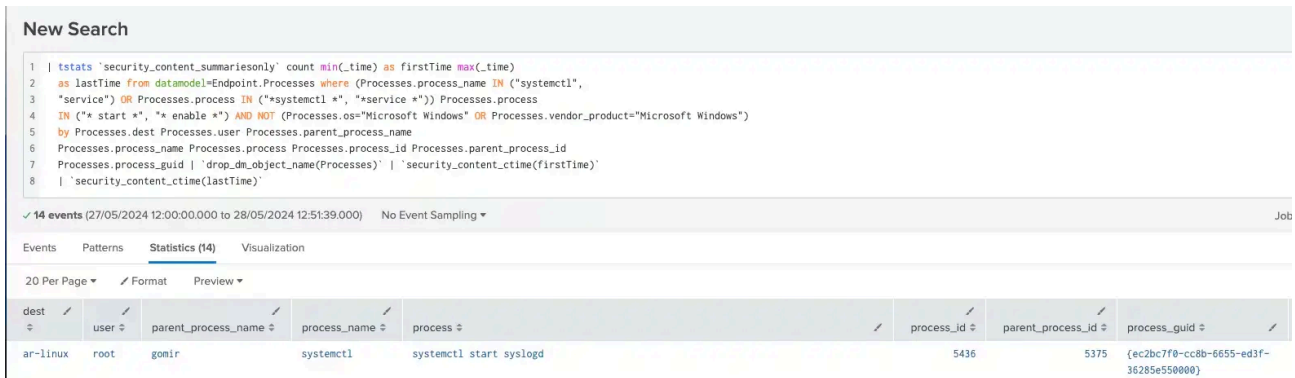 New Search
1 | tstats `security_content_summariesonly` count min(_time) as firstTime max(_time)
2 as lastTime from datamodel=Endpoint.Processes where (Processes.process_name IN ("systemctl",
3 "service") OR Processes.process IN ("*systemctl *", "*service *")) Processes.process
4 IN ("* start *", "* enable *") AND NOT (Processes.os="Microsoft Windows" OR Processes.vendor_product="Microsoft Windows")
5 by Processes.dest Processes.user Processes.parent_process_name
6 Processes.process_name Processes.process Processes.process_id Processes.parent_process_id
7 Processes.process_guid | `drop_dm_object_name(Processes)` | `security_content_ctime(firstTime)`
8 | `security_content_ctime(lastTime)`
✓ 14 events (27/05/2024 12:00:00.000 to 28/05/2024 12:51:39.000) No Event Sampling Job
Events Patterns Statistics (14) Visualization
20 Per Page Format Preview
dest user parent_process_name process_name process process_id parent_process_id process_guid
ar-linux root gomir systemctl systemctl start syslogd 5436 5375 {ec2bc7f0-cc8b-6655-ed3f-
36285e550000}